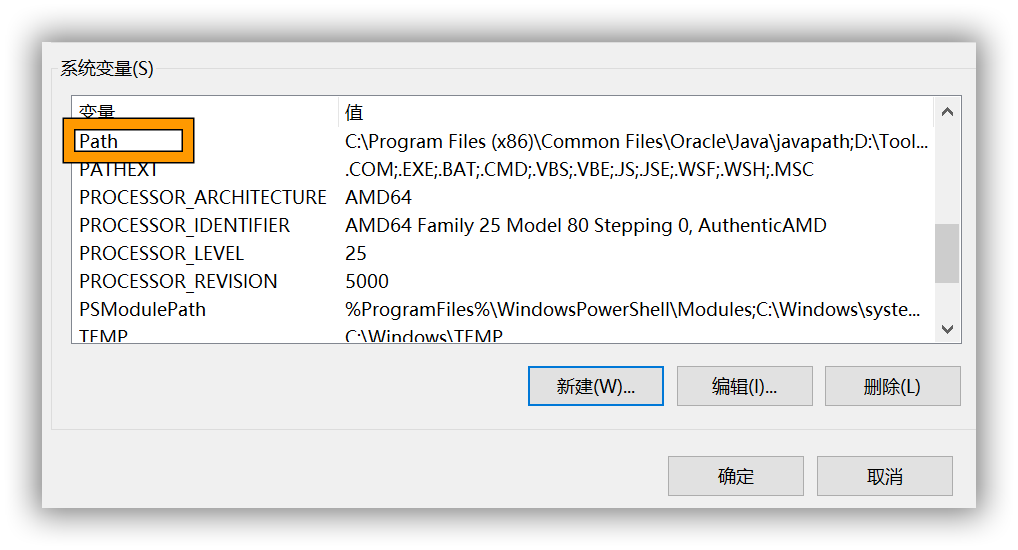 系统变量(S)
变量 值
Path C:\Program Files (x86)\Common Files\Oracle\Java\javapath;D:\Tool...
PATHEXT .COM;.EXE;.BAT;.CMD;.VBS;.VBE;.JS;.JSE;.WSF;.WSH;.MSC
PROCESSOR_ARCHITECTURE AMD64
PROCESSOR_IDENTIFIER AMD64 Family 25 Model 80 Stepping 0, AuthenticAMD
PROCESSOR_LEVEL 25
PROCESSOR_REVISION 5000
PSModulePath %ProgramFiles%\WindowsPowerShell\Modules;C:\Windows\syste...
TEMP C:\Windows\TEMP
新建(W)... 编辑(I)... 删除(L)
确定 取消